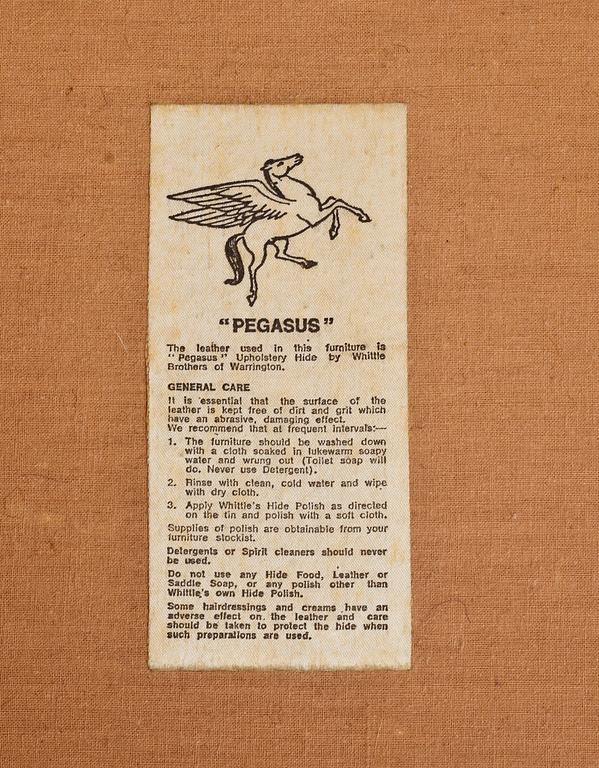 “PEGASUS”
The leather used in this furniture is
“Pegasus” Upholstery Hide by Whittle
Brothers of Warrington.
GENERAL CARE
It is essential that the surface of the
leather is kept free of dirt and grit which
have an abrasive, damaging effect.
We recommend that at frequent intervals:—
1. The furniture should be washed down
with a cloth soaked in lukewarm soapy
water and wrung out (Toilet soap will
do. Never use Detergent).
2. Rinse with clean, cold water and wipe
with dry cloth.
3. Apply Whittle's Hide Polish as directed
on the tin and polish with a soft cloth.
Supplies of polish are obtainable from your
furniture stockist.
Detergents or Spirit cleaners should never
be used.
Do not use any Hide Food, Leather or
Saddle Soap, or any polish other than
Whittle's own Hide Polish.
Some hairdressings and creams have an
adverse effect on the leather and care
should be taken to protect the hide when
such preparations are used.